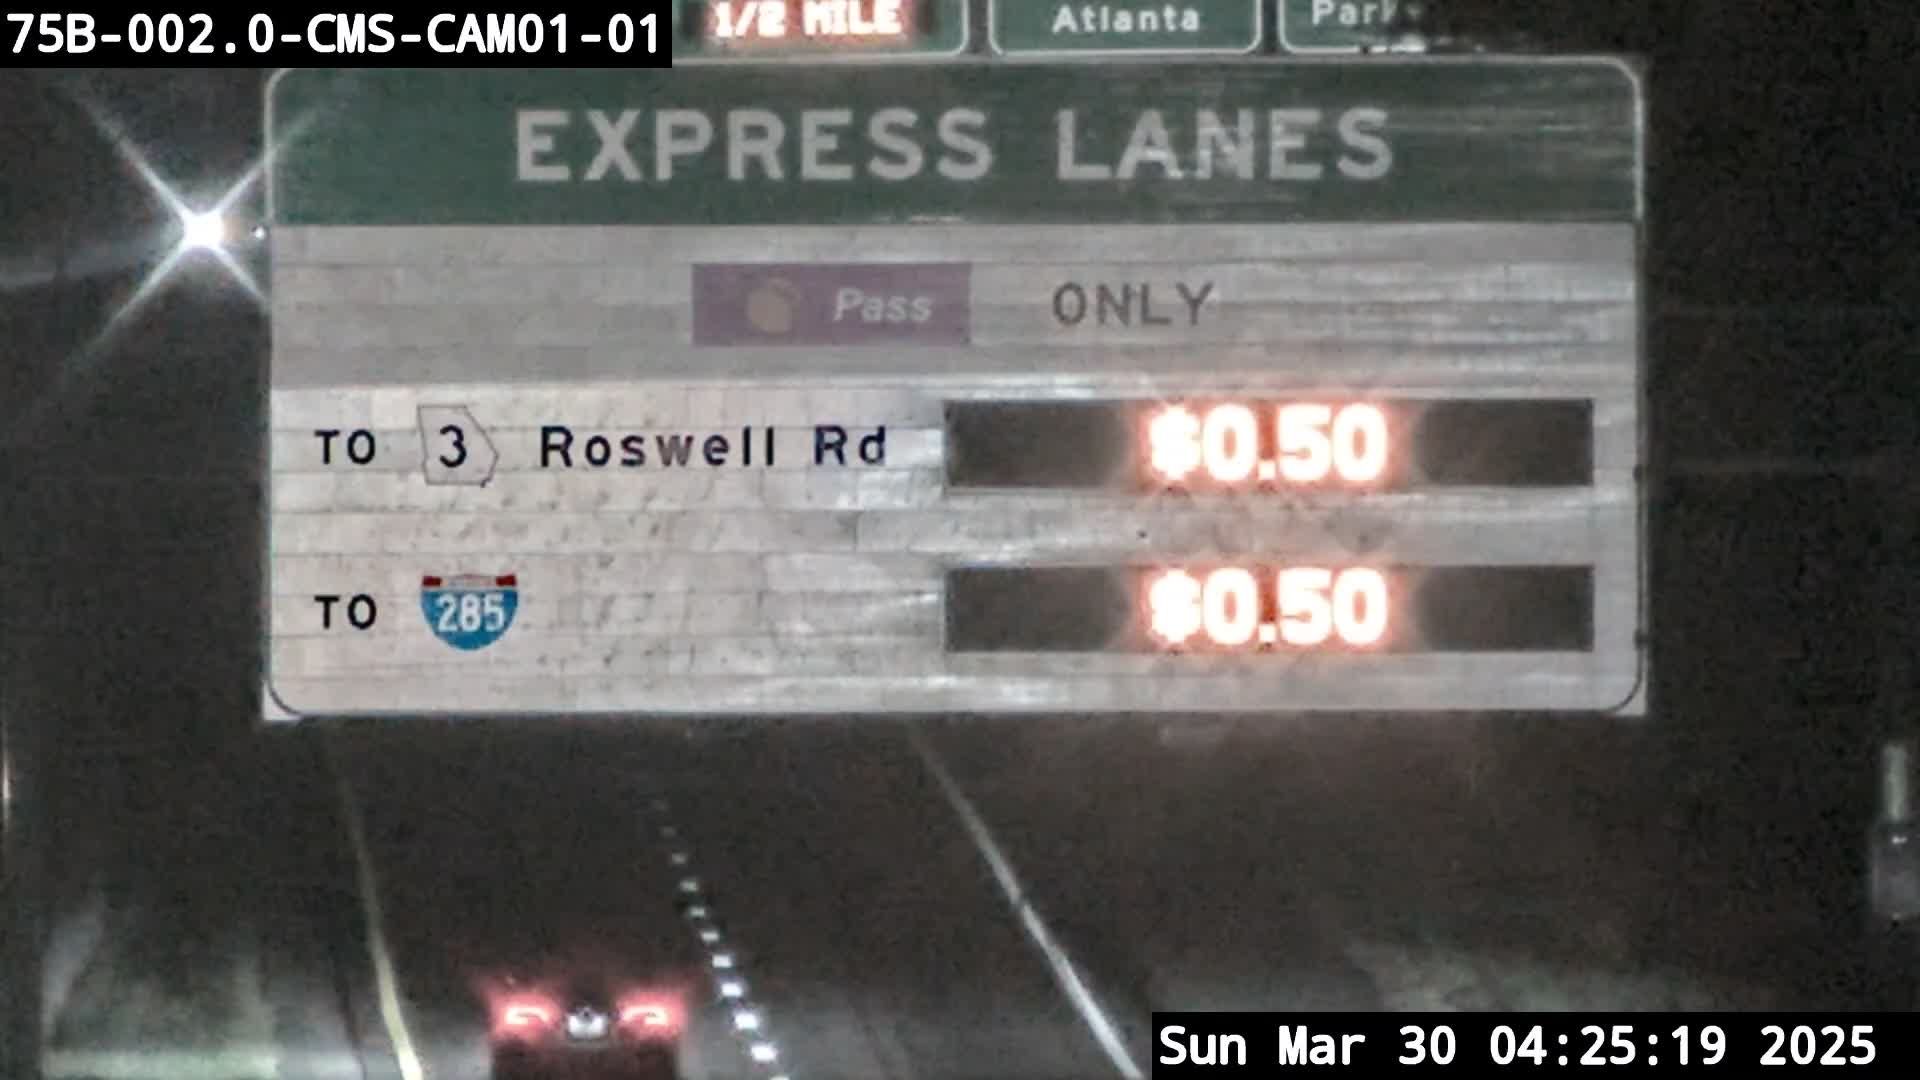 75B-002.0-CMS-CAM01-01
1/2 MILE
Atlanta
EXPRESS LANES
Pass ONLY
TO 3 Roswell Rd $0.50
TO 285 $0.50
Sun Mar 30 04:25:19 2025